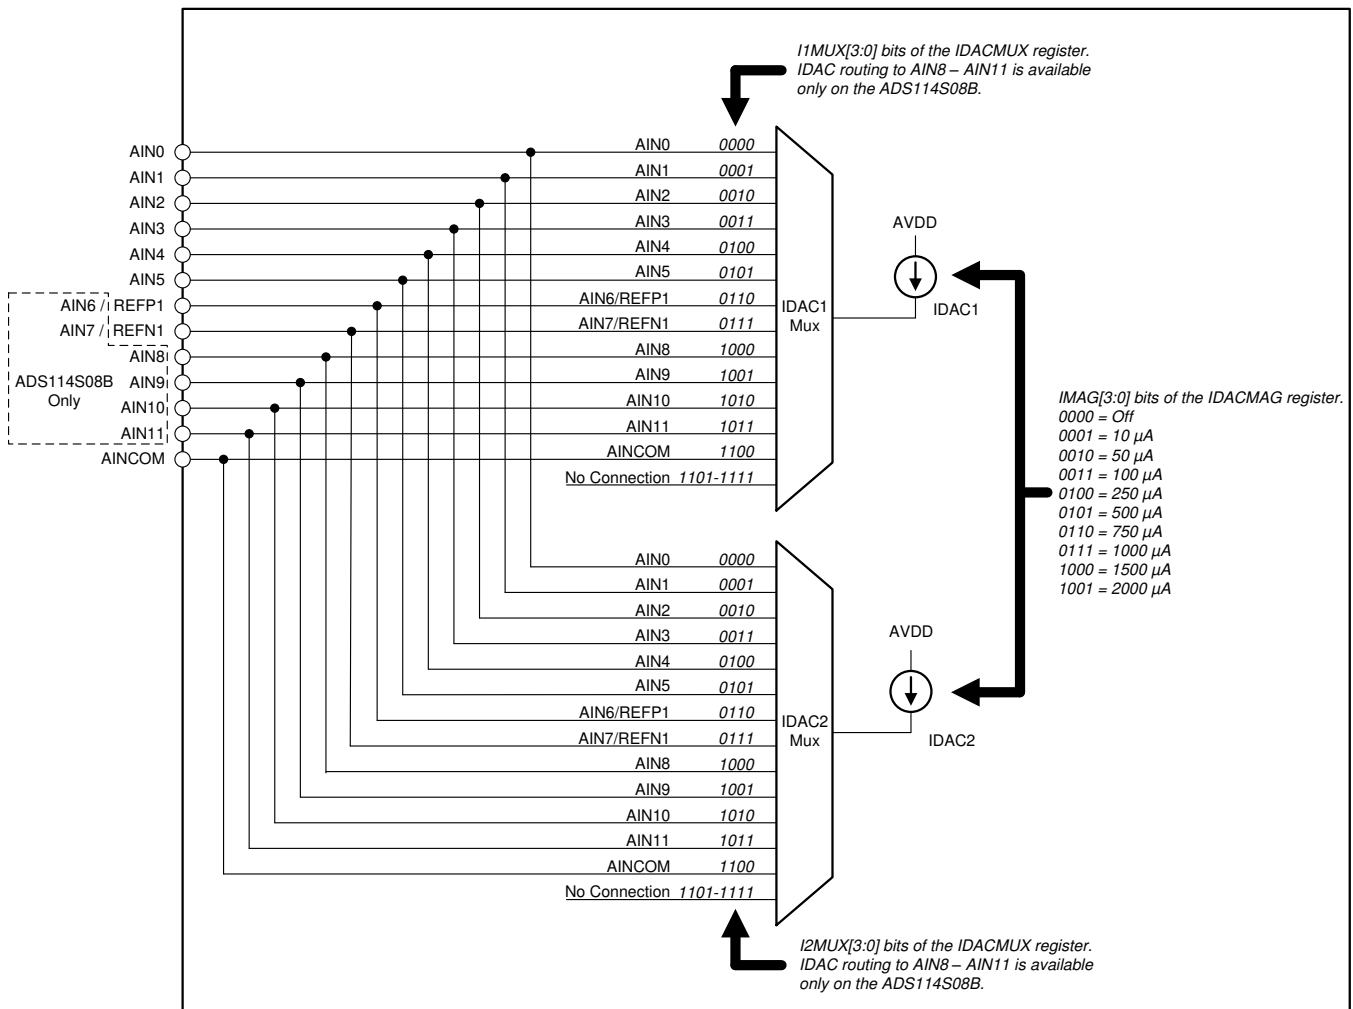 I1MUX[3:0] bits of the IDACMUX register.
IDAC routing to AIN8 – AIN11 is available
only on the ADS114S08B.
AIN0
AIN1
AIN2
AIN3
AIN4
AIN5
AIN6 / REFP1
AIN7 / REFN1
AIN8
AIN9
AIN10
AIN11
AINCOM
ADS114S08B
Only
AIN0 0000
AIN1 0001
AIN2 0010
AIN3 0011
AIN4 0100
AIN5 0101
AIN6/REFP1 0110
AIN7/REFN1 0111
AIN8 1000
AIN9 1001
AIN10 1010
AIN11 1011
AINCOM 1100
No Connection 1101-1111
IDAC1
Mux
AVDD
IDAC1
IMAG[3:0] bits of the IDACMAG register.
0000 = Off
0001 = 10 μA
0010 = 50 μA
0011 = 100 μA
0100 = 250 μA
0101 = 500 μA
0110 = 750 μA
0111 = 1000 μA
1000 = 1500 μA
1001 = 2000 μA
AIN0 0000
AIN1 0001
AIN2 0010
AIN3 0011
AIN4 0100
AIN5 0101
AIN6/REFP1 0110
AIN7/REFN1 0111
AIN8 1000
AIN9 1001
AIN10 1010
AIN11 1011
AINCOM 1100
No Connection 1101-1111
IDAC2
Mux
AVDD
IDAC2
I2MUX[3:0] bits of the IDACMUX register.
IDAC routing to AIN8 – AIN11 is available
only on the ADS114S08B.